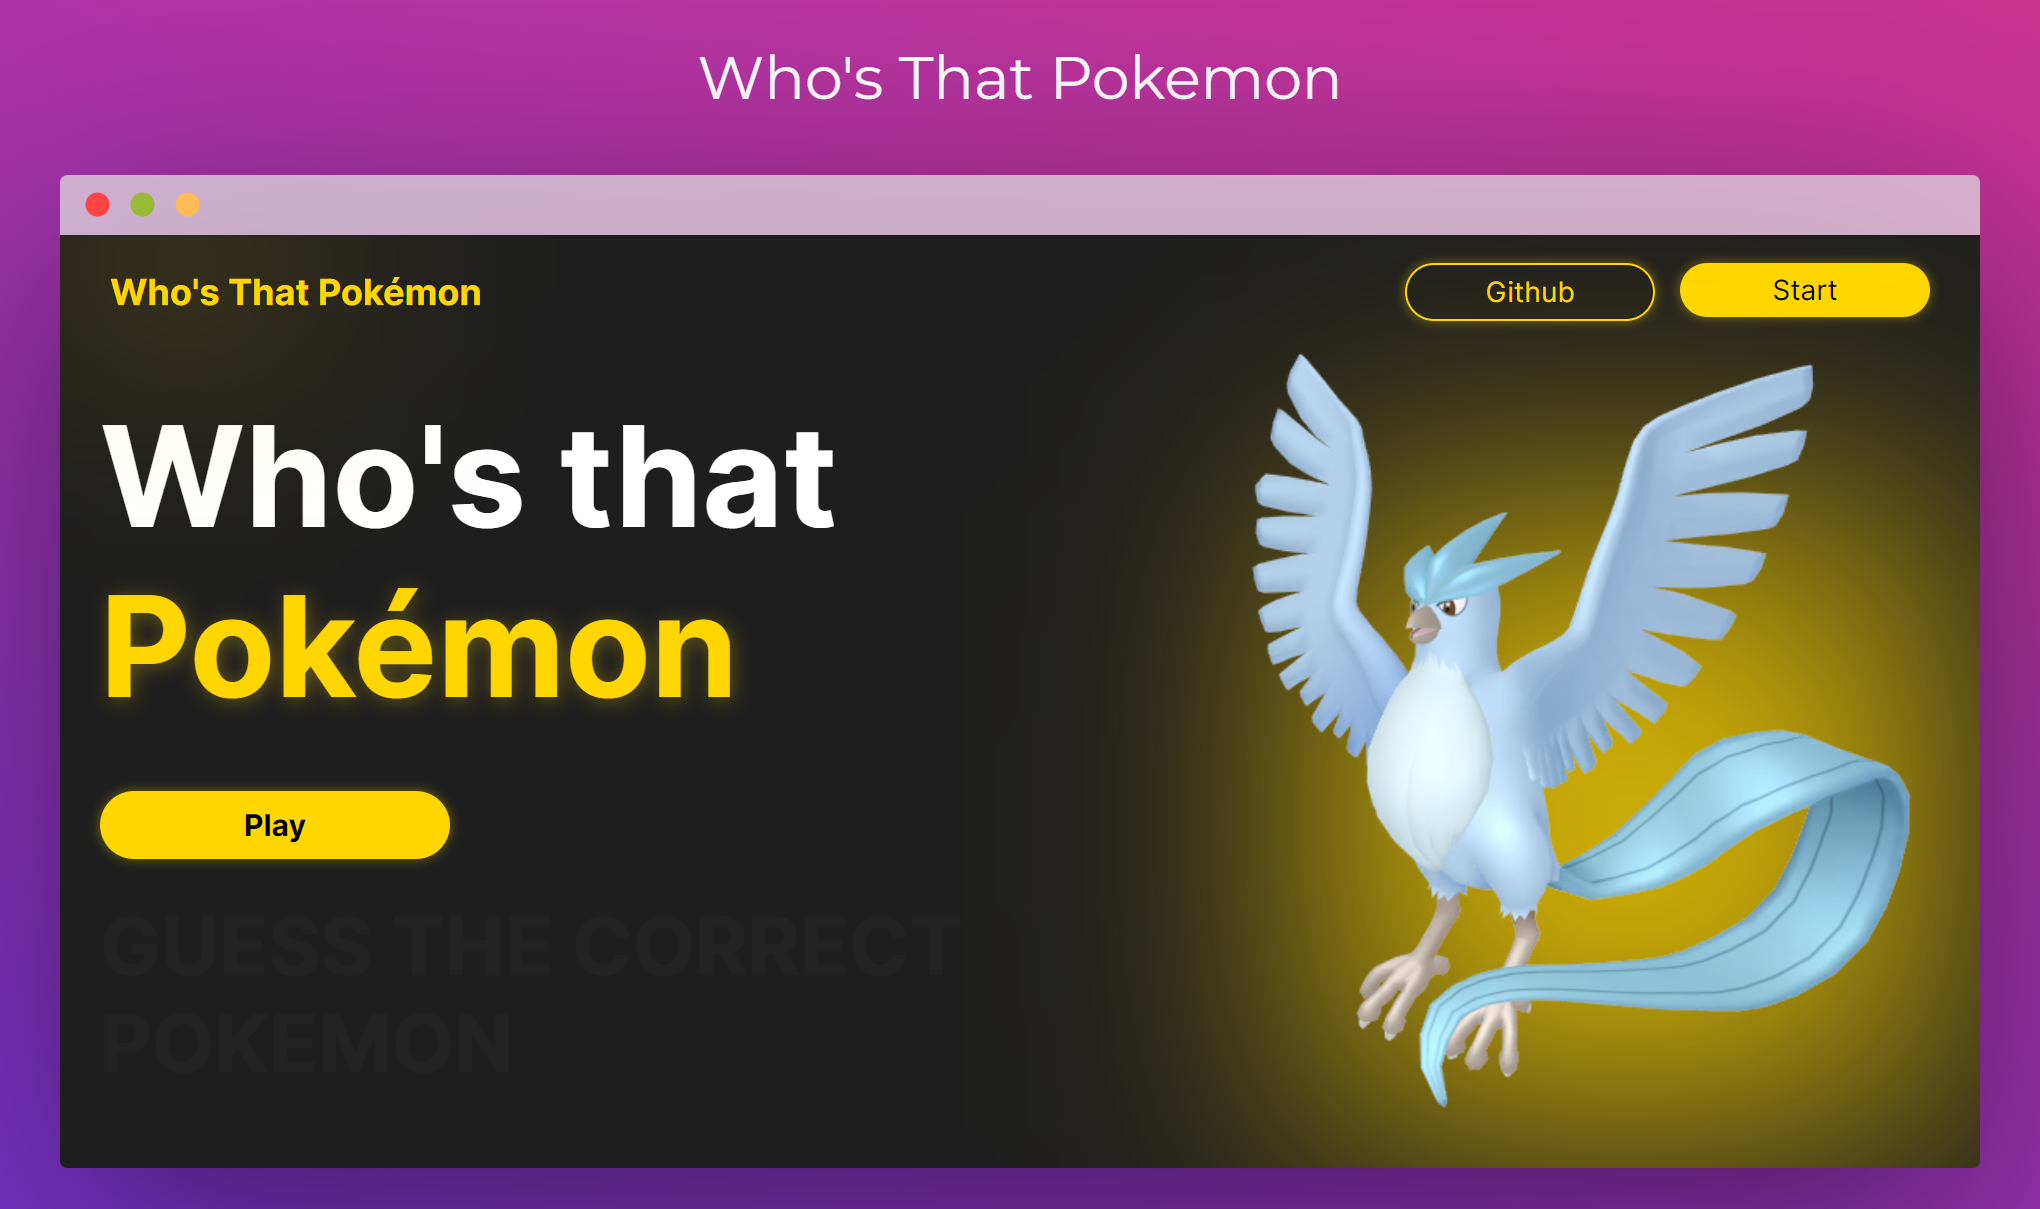 Who's That Pokemon
Who's That Pokémon
Github
Start
Who's that
Pokémon
Play
GUESS THE CORRECT
POKEMON